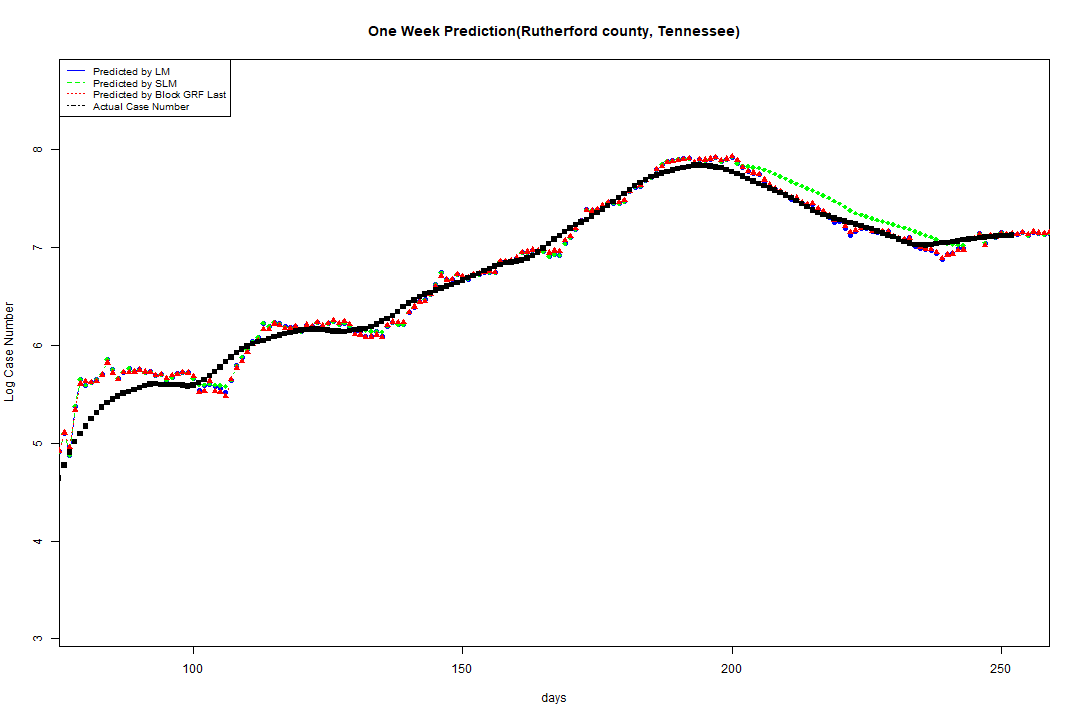 One Week Prediction(Rutherford county, Tennessee)
Predicted by LM
Predicted by SLM
Predicted by Block GRF Last
Actual Case Number
8
7
6
5
4
3
Log Case Number
100 150 200 250
days